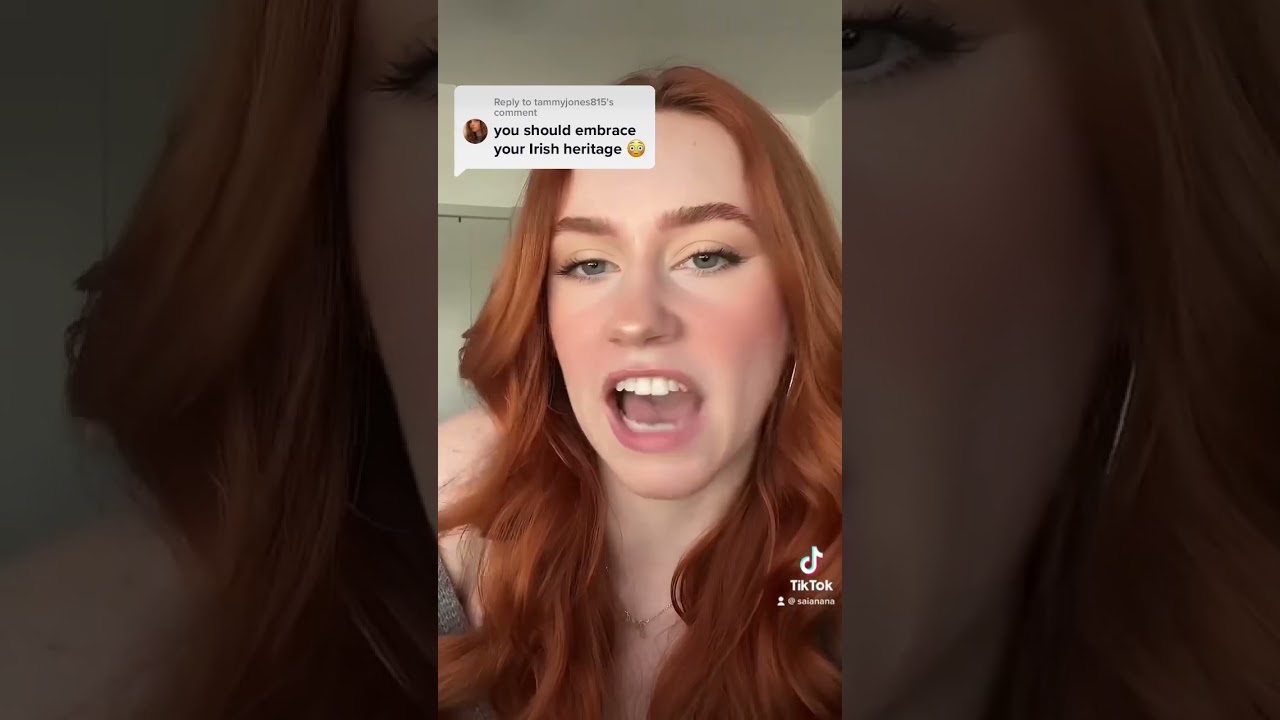 Reply to tammyjones815's
comment
you should embrace
your Irish heritage 😳
TikTok
@ saianana